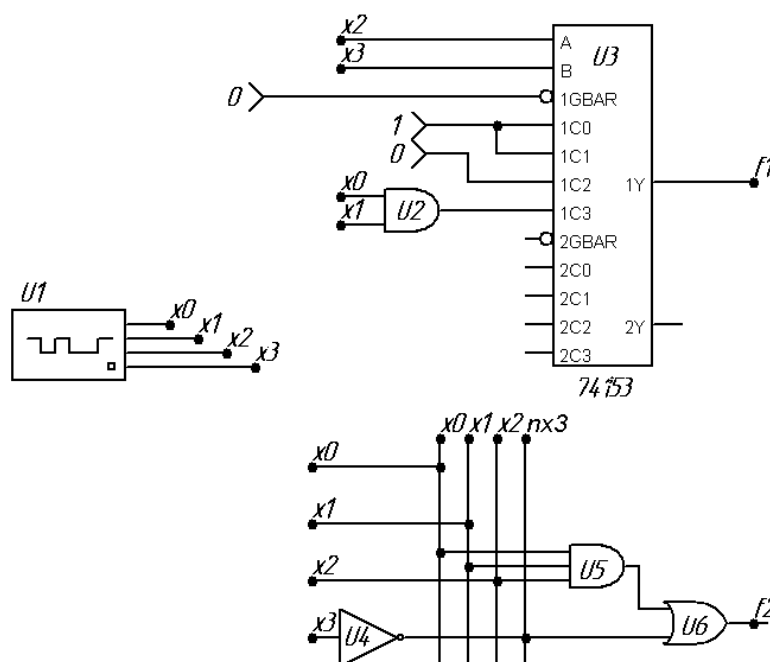 x2
x3
0
1
0
x0
x1
U2
A
B
1GBAR
1C0
1C1
1C2
1C3
2GBAR
2C0
2C1
2C2
2C3
U3
1Y
2Y
f1
74153
U1
x0
x1
x2
x3
x0 x1 x2 nx3
x0
x1
x2
x3
U4
U5
U6
f2